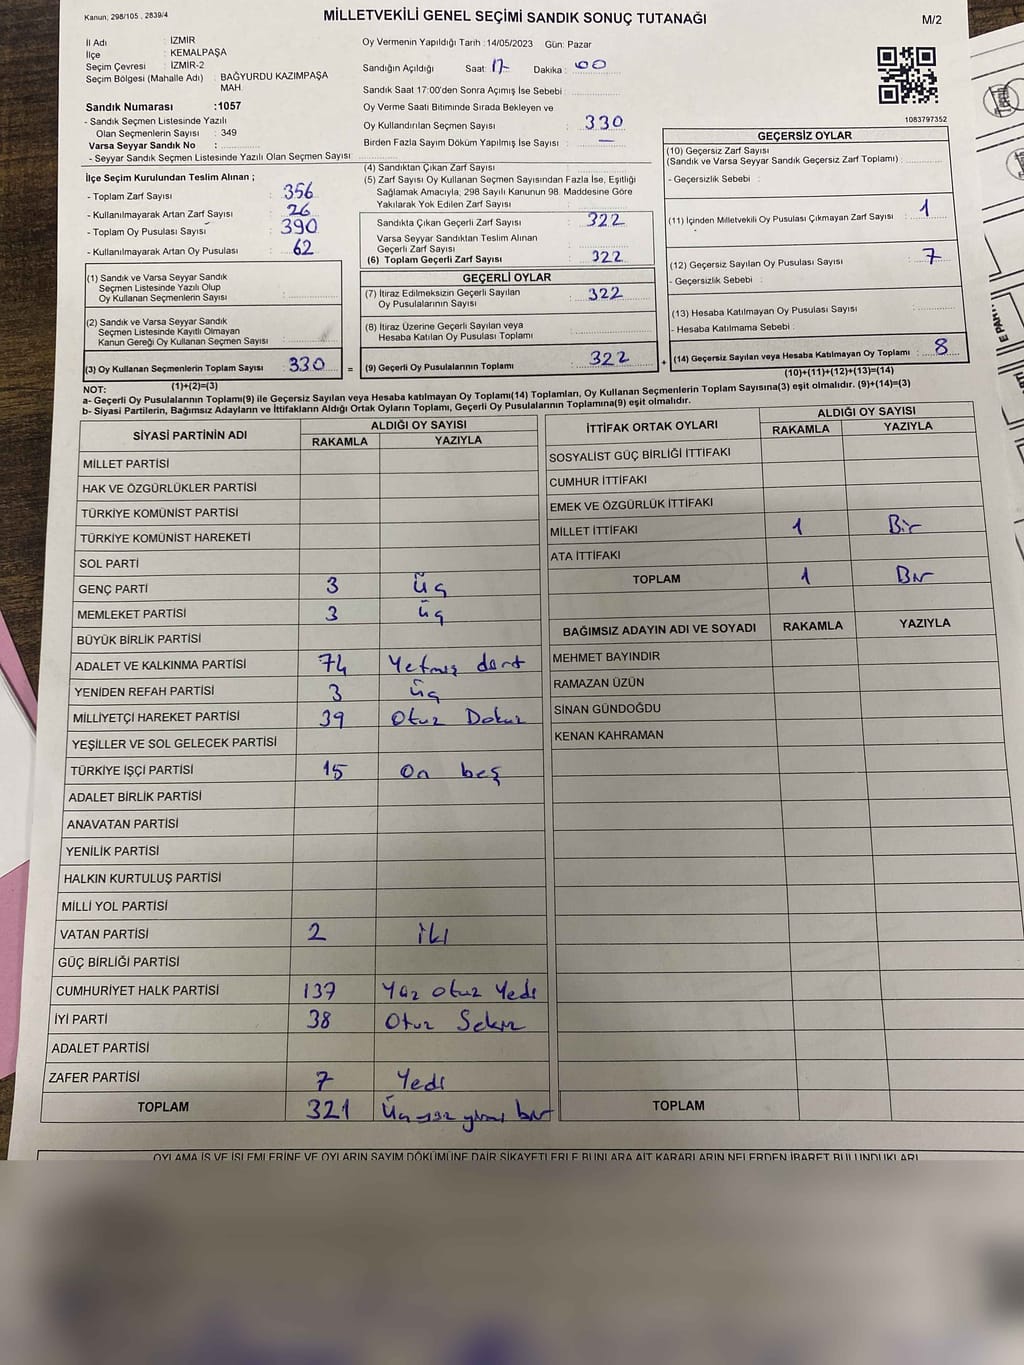 Kanun; 298/105 , 2839/4
MİLLETVEKİLİ GENEL SEÇİMİ SANDIK SONUÇ TUTANAĞI
M/2
İl Adı : İZMİR
İlçe : KEMALPAŞA
Seçim Çevresi : İZMİR-2
Seçim Bölgesi (Mahalle Adı) : BAĞYURDU KAZIMPAŞA MAH.
Sandık Numarası :1057
- Sandık Seçmen Listesinde Yazılı
Olan Seçmenlerin Sayısı : 349
Varsa Seyyar Sandık No :
- Seyyar Sandık Seçmen Listesinde Yazılı Olan Seçmen Sayısı :
Oy Vermenin Yapıldığı Tarih : 14/05/2023 Gün: Pazar
Sandığın Açıldığı Saat: 17 Dakika : 00
Sandık Saat 17:00'den Sonra Açımış İse Sebebi :
Oy Verme Saati Bitiminde Sırada Bekleyen ve
Oy Kullandırılan Seçmen Sayısı : 330
Birden Fazla Sayım Döküm Yapılmış İse Sayısı : —
1083797352
İlçe Seçim Kurulundan Teslim Alınan ;
- Toplam Zarf Sayısı : 356
- Kullanılmayarak Artan Zarf Sayısı : 26
- Toplam Oy Pusulası Sayısı : 390
- Kullanılmayarak Artan Oy Pusulası : 62
(1) Sandık ve Varsa Seyyar Sandık
Seçmen Listesinde Yazılı Olup
Oy Kullanan Seçmenlerin Sayısı :
(2) Sandık ve Varsa Seyyar Sandık
Seçmen Listesinde Kayıtlı Olmayan
Kanun Gereği Oy Kullanan Seçmen Sayısı :
(3) Oy Kullanan Seçmenlerin Toplam Sayısı : 330 =
(1)+(2)=(3)
(4) Sandıktan Çıkan Zarf Sayısı :
(5) Zarf Sayısı Oy Kullanan Seçmen Sayısından Fazla İse, Eşitliği
Sağlamak Amacıyla, 298 Sayılı Kanunun 98. Maddesine Göre
Yakılarak Yok Edilen Zarf Sayısı :
Sandıkta Çıkan Geçerli Zarf Sayısı : 322
Varsa Seyyar Sandıktan Teslim Alınan
Geçerli Zarf Sayısı :
(6) Toplam Geçerli Zarf Sayısı : 322
GEÇERLİ OYLAR
(7) İtiraz Edilmeksizin Geçerli Sayılan
Oy Pusulalarının Sayısı : 322
(8) İtiraz Üzerine Geçerli Sayılan veya
Hesaba Katılan Oy Pusulası Toplamı :
(9) Geçerli Oy Pusulalarının Toplamı : 322 +
GEÇERSİZ OYLAR
(10) Geçersiz Zarf Sayısı
(Sandık ve Varsa Seyyar Sandık Geçersiz Zarf Toplamı) :
- Geçersizlik Sebebi :
(11) İçinden Milletvekili Oy Pusulası Çıkmayan Zarf Sayısı : 1
(12) Geçersiz Sayılan Oy Pusulası Sayısı : 7
- Geçersizlik Sebebi :
(13) Hesaba Katılmayan Oy Pusulası Sayısı :
- Hesaba Katılmama Sebebi :
(14) Geçersiz Sayılan veya Hesaba Katılmayan Oy Toplamı : 8
(10)+(11)+(12)+(13)=(14)
NOT:
a- Geçerli Oy Pusulalarının Toplamı(9) ile Geçersiz Sayılan veya Hesaba Katılmayan Oy Toplamı(14) Toplamları, Oy Kullanan Seçmenlerin Toplam Sayısına(3) eşit olmalıdır. (9)+(14)=(3)
b- Siyasi Partilerin, Bağımsız Adayların ve İttifakların Aldığı Ortak Oyların Toplamı, Geçerli Oy Pusulalarının Toplamına(9) eşit olmalıdır.
SİYASİ PARTİNİN ADI
ALDIĞI OY SAYISI
RAKAMLA YAZIYLA
MİLLET PARTİSİ
HAK VE ÖZGÜRLÜKLER PARTİSİ
TÜRKİYE KOMÜNİST PARTİSİ
TÜRKİYE KOMÜNİST HAREKETİ
SOL PARTİ
GENÇ PARTİ 3 üç
MEMLEKET PARTİSİ 3 üç
BÜYÜK BİRLİK PARTİSİ
ADALET VE KALKINMA PARTİSİ 74 Yetmiş dört
YENİDEN REFAH PARTİSİ 3 üç
MİLLİYETÇİ HAREKET PARTİSİ 39 Otuz Dokuz
YEŞİLLER VE SOL GELECEK PARTİSİ
TÜRKİYE İŞÇİ PARTİSİ 15 On beş
ADALET BİRLİK PARTİSİ
ANAVATAN PARTİSİ
YENİLİK PARTİSİ
HALKIN KURTULUŞ PARTİSİ
MİLLİ YOL PARTİSİ
VATAN PARTİSİ 2 iki
GÜÇ BİRLİĞİ PARTİSİ
CUMHURİYET HALK PARTİSİ 137 Yüz otuz Yedi
İYİ PARTİ 38 Otuz Sekiz
ADALET PARTİSİ
ZAFER PARTİSİ 7 Yedi
TOPLAM 321 Üç yüz yirmi bir
İTTİFAK ORTAK OYLARI
ALDIĞI OY SAYISI
RAKAMLA YAZIYLA
SOSYALİST GÜÇ BİRLİĞİ İTTİFAKI
CUMHUR İTTİFAKI
EMEK VE ÖZGÜRLÜK İTTİFAKI
MİLLET İTTİFAKI 1 Bir
ATA İTTİFAKI
TOPLAM 1 Bir
BAĞIMSIZ ADAYIN ADI VE SOYADI RAKAMLA YAZIYLA
MEHMET BAYINDIR
RAMAZAN ÜZÜN
SİNAN GÜNDOĞDU
KENAN KAHRAMAN
TOPLAM
OYLAMA İŞ VE İŞLEMLERİNE VE OYLARIN SAYIM DÖKÜMÜNE DAİR ŞİKAYETLERLE BUNLARA AİT KARARLARIN NELERDEN İBARET BULUNDUKLARI